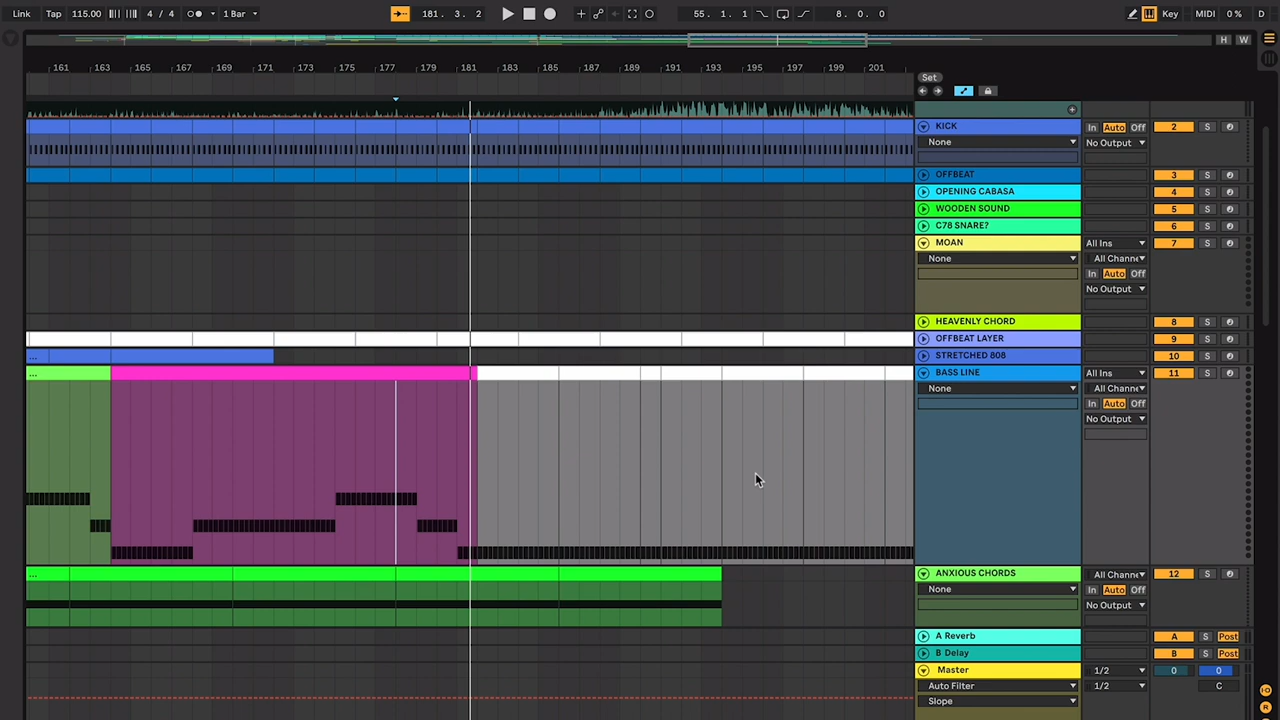 Link Tap 115.00 4 / 4 1 Bar 181. 3. 2 55. 1. 1 8. 0. 0 Key MIDI 0 % D
H W
161 163 165 167 169 171 173 175 177 179 181 183 185 187 189 191 193 195 197 199 201
Set
KICK In Auto Off 2 S
None No Output
OFFBEAT 3 S
OPENING CABASA 4 S
WOODEN SOUND 5 S
C78 SNARE? 6 S
MOAN All Ins 7 S
None All Channe
In Auto Off
No Output
HEAVENLY CHORD 8 S
OFFBEAT LAYER 9 S
... STRETCHED 808 10 S
... BASS LINE All Ins 11 S
None All Channe
In Auto Off
No Output
... ANXIOUS CHORDS All Channe 12 S
None In Auto Off
No Output
A Reverb A S Post
B Delay B S Post
Master 1/2 0 0
Auto Filter 1/2 C
Slope